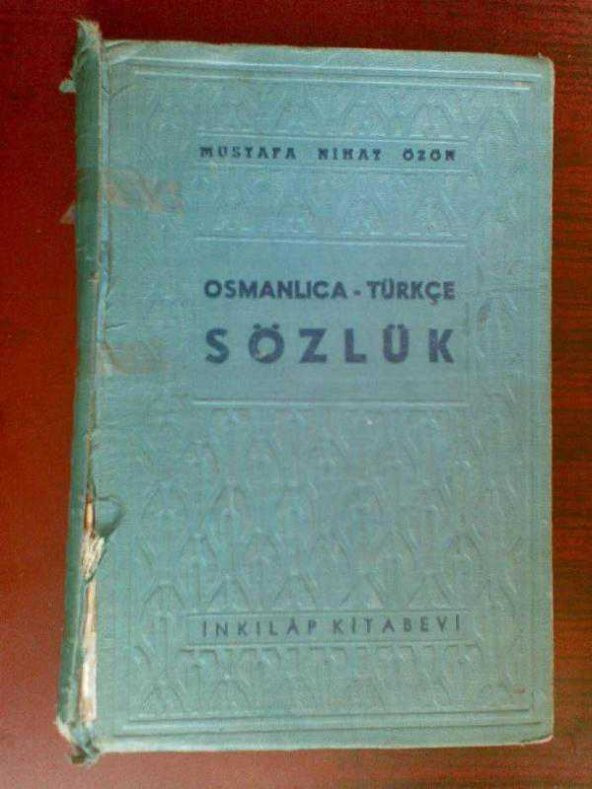 MUSTAFA NİHAT ÖZÖN
OSMANLICA - TÜRKÇE
SÖZLÜK
İNKILÂP KİTABEVİ